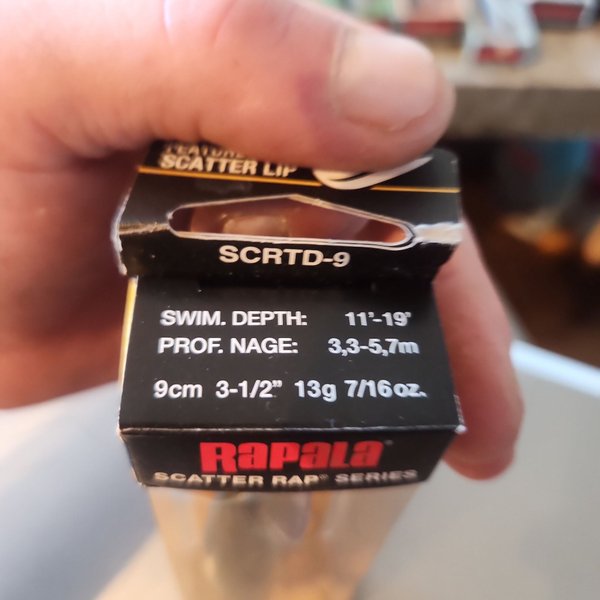 FEATURE
SCATTER LIP
SCRTD-9
SWIM. DEPTH: 11'-19'
PROF. NAGE: 3,3-5,7m
9cm 3-1/2" 13g 7/16oz.
Rapala®
SCATTER RAP® SERIES